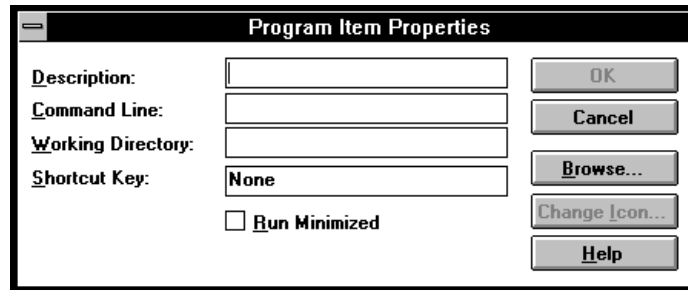 Program Item Properties
Description:
Command Line:
Working Directory:
Shortcut Key:
None
Run Minimized
OK
Cancel
Browse...
Change Icon...
Help